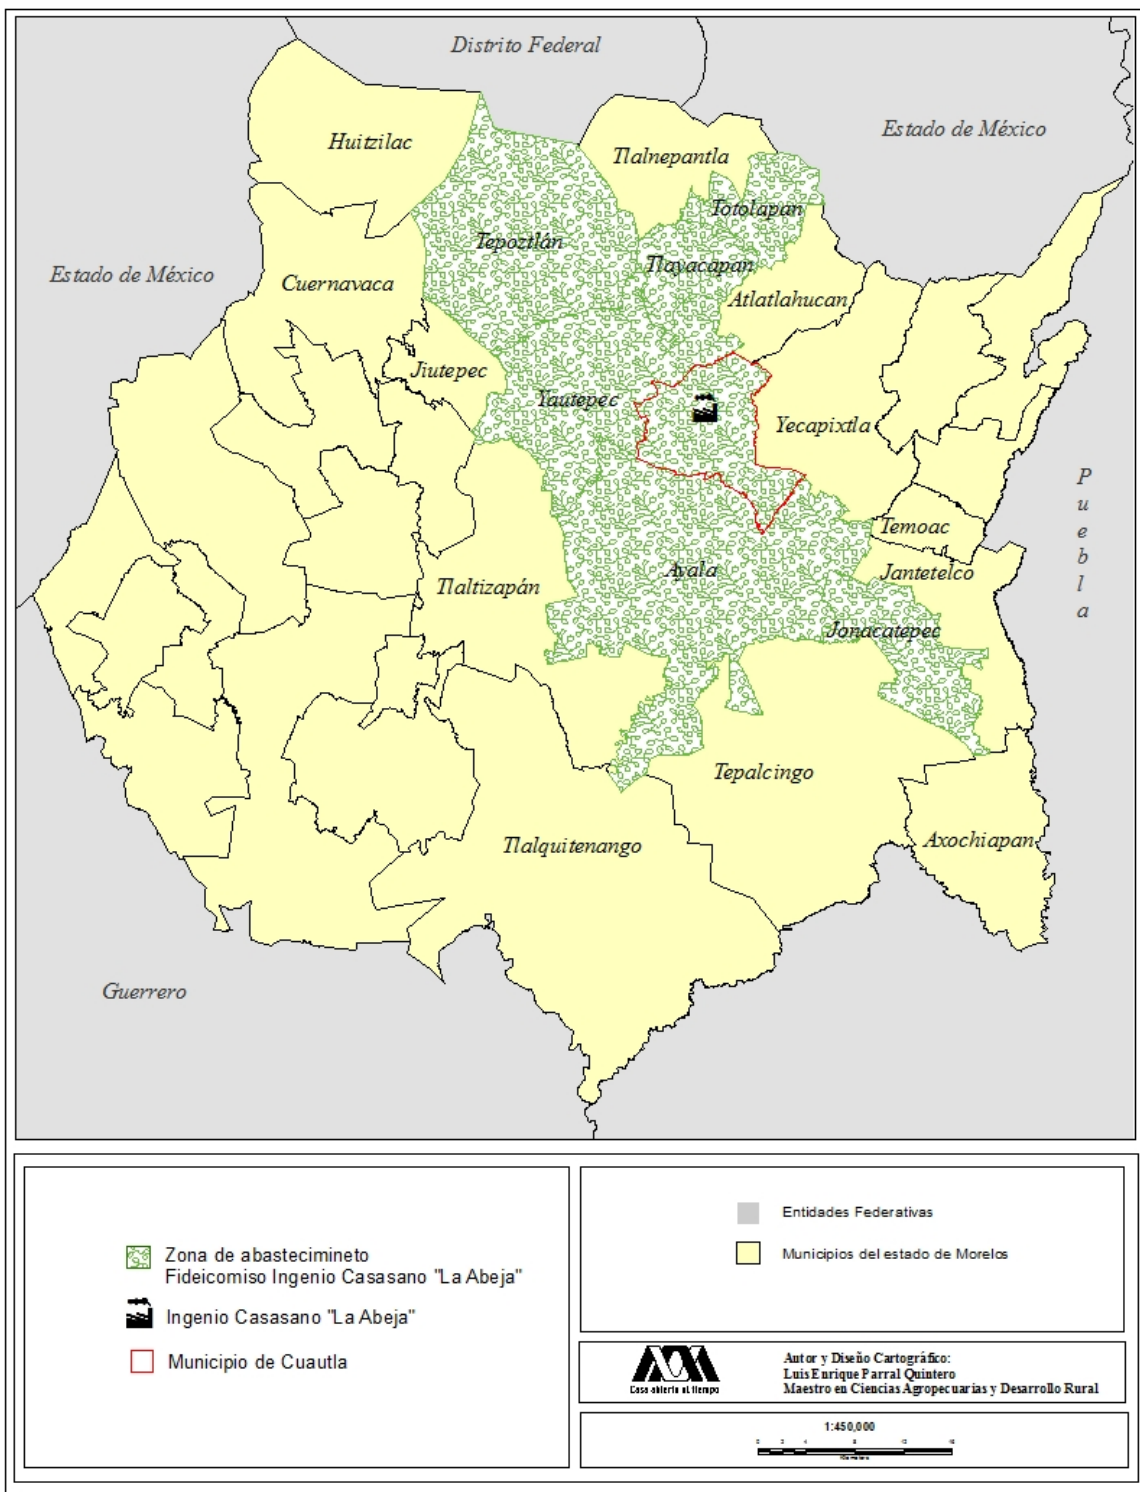 Distrito Federal
Estado de México
Huitzilac
Tlalnepantla
Totolapan
Tepoztlán
Tlayacapan
Estado de México
Cuernavaca
Atlatlahucan
Jiutepec
Yautepec
Yecapixtla
Puebla
Temoac
Ayala
Jantetelco
Tlaltizapán
Jonacatepec
Tepalcingo
Tlalquitenango
Axochiapan
Guerrero
Zona de abastecimineto
Fideicomiso Ingenio Casasano "La Abeja"
Ingenio Casasano "La Abeja"
Municipio de Cuautla
Entidades Federativas
Municipios del estado de Morelos
Casa abierta al tiempo
Autor y Diseño Cartográfico:
Luis Enrique Parral Quintero
Maestro en Ciencias Agropecuarias y Desarrollo Rural
1:450,000